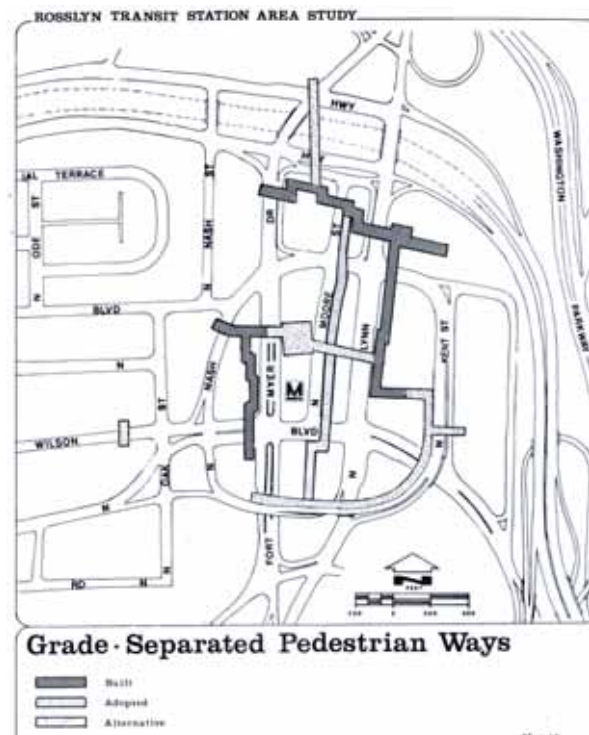 ROSSLYN TRANSIT STATION AREA STUDY
HWY
WASHINGTON
PARKWAY
TERRACE
ODE ST
N
NASH ST
N
DR
ST
MOORE
N
LYNN
N
KENT ST
N
BLVD
N
NASH
N
MYER
FORT
M
BLVD
WILSON
N
ST
OAK
N
RD N
N
Grade-Separated Pedestrian Ways
Built
Adopted
Alternative